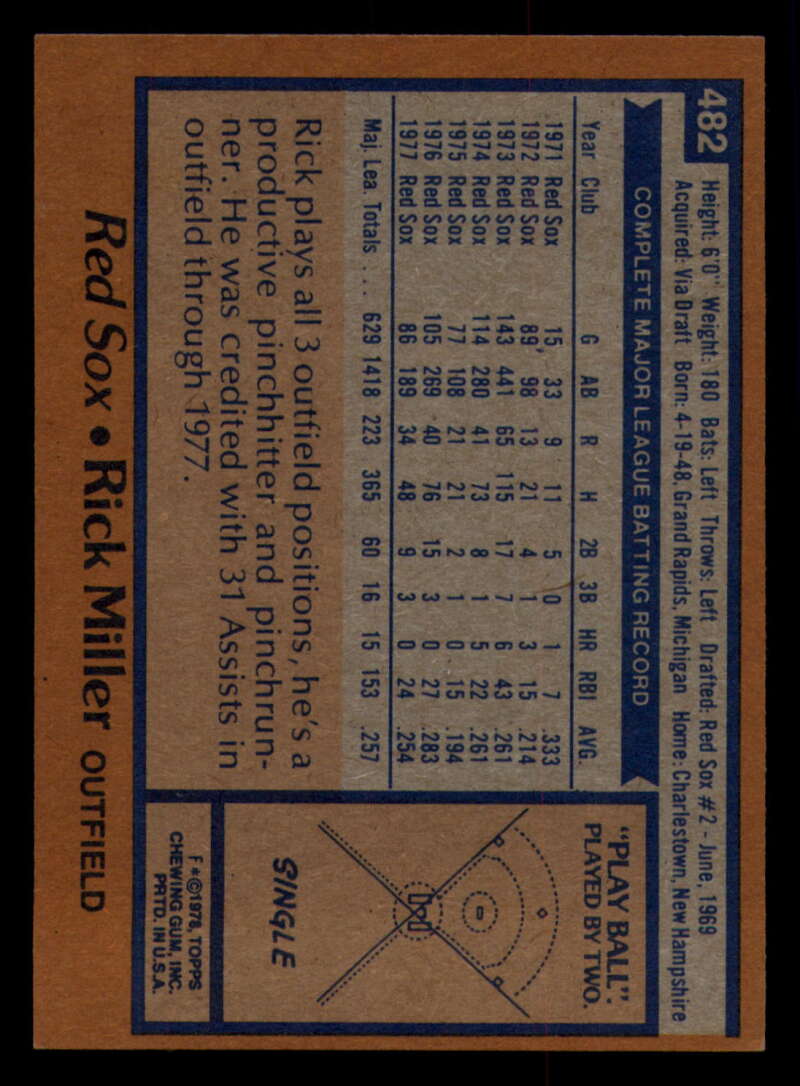 482
Height: 6'0" Weight: 180 Bats: Left Throws: Left Drafted: Red Sox #2 - June, 1969
Acquired: Via Draft Born: 4-19-48, Grand Rapids, Michigan Home: Charlestown, New Hampshire
COMPLETE MAJOR LEAGUE BATTING RECORD
Year Club G AB R H 2B 3B HR RBI AVG.
1971 Red Sox 15 33 9 11 5 0 1 7 .333
1972 Red Sox 89 98 13 21 4 1 3 15 .214
1973 Red Sox 143 441 65 115 17 7 6 43 .261
1974 Red Sox 114 280 41 73 8 1 5 22 .261
1975 Red Sox 77 108 21 21 2 1 0 15 .194
1976 Red Sox 105 269 40 76 15 3 0 27 .283
1977 Red Sox 86 189 34 48 9 3 0 24 .254
Maj. Lea. Totals . . . 629 1418 223 365 60 16 15 153 .257
Rick plays all 3 outfield positions, he's a
productive pinchhitter and pinchrun-
ner. He was credited with 31 Assists in
outfield through 1977.
"PLAY BALL".
PLAYED BY TWO.
SINGLE
F*©1978, TOPPS
CHEWING GUM, INC.
PRTD. IN U.S.A.
Red Sox • Rick Miller OUTFIELD